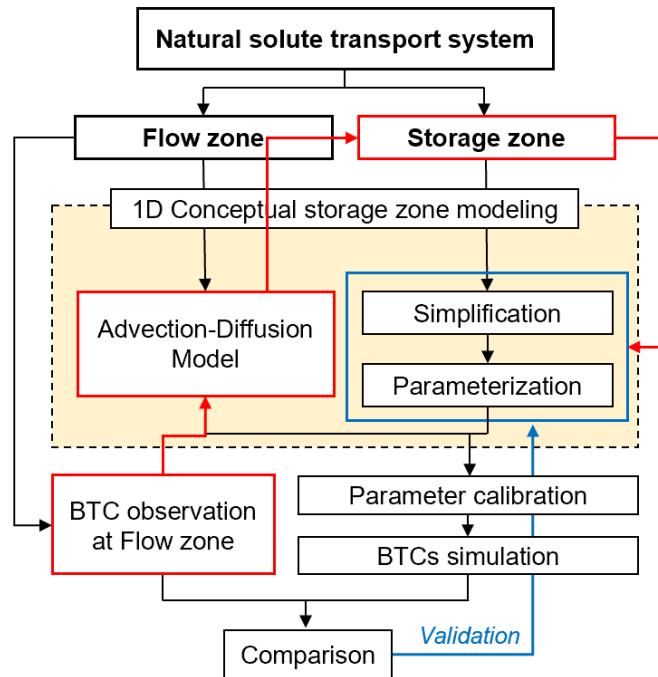 Natural solute transport system
Flow zone
Storage zone
1D Conceptual storage zone modeling
Advection-Diffusion
Model
Simplification
Parameterization
BTC observation
at Flow zone
Parameter calibration
BTCs simulation
Validation
Comparison